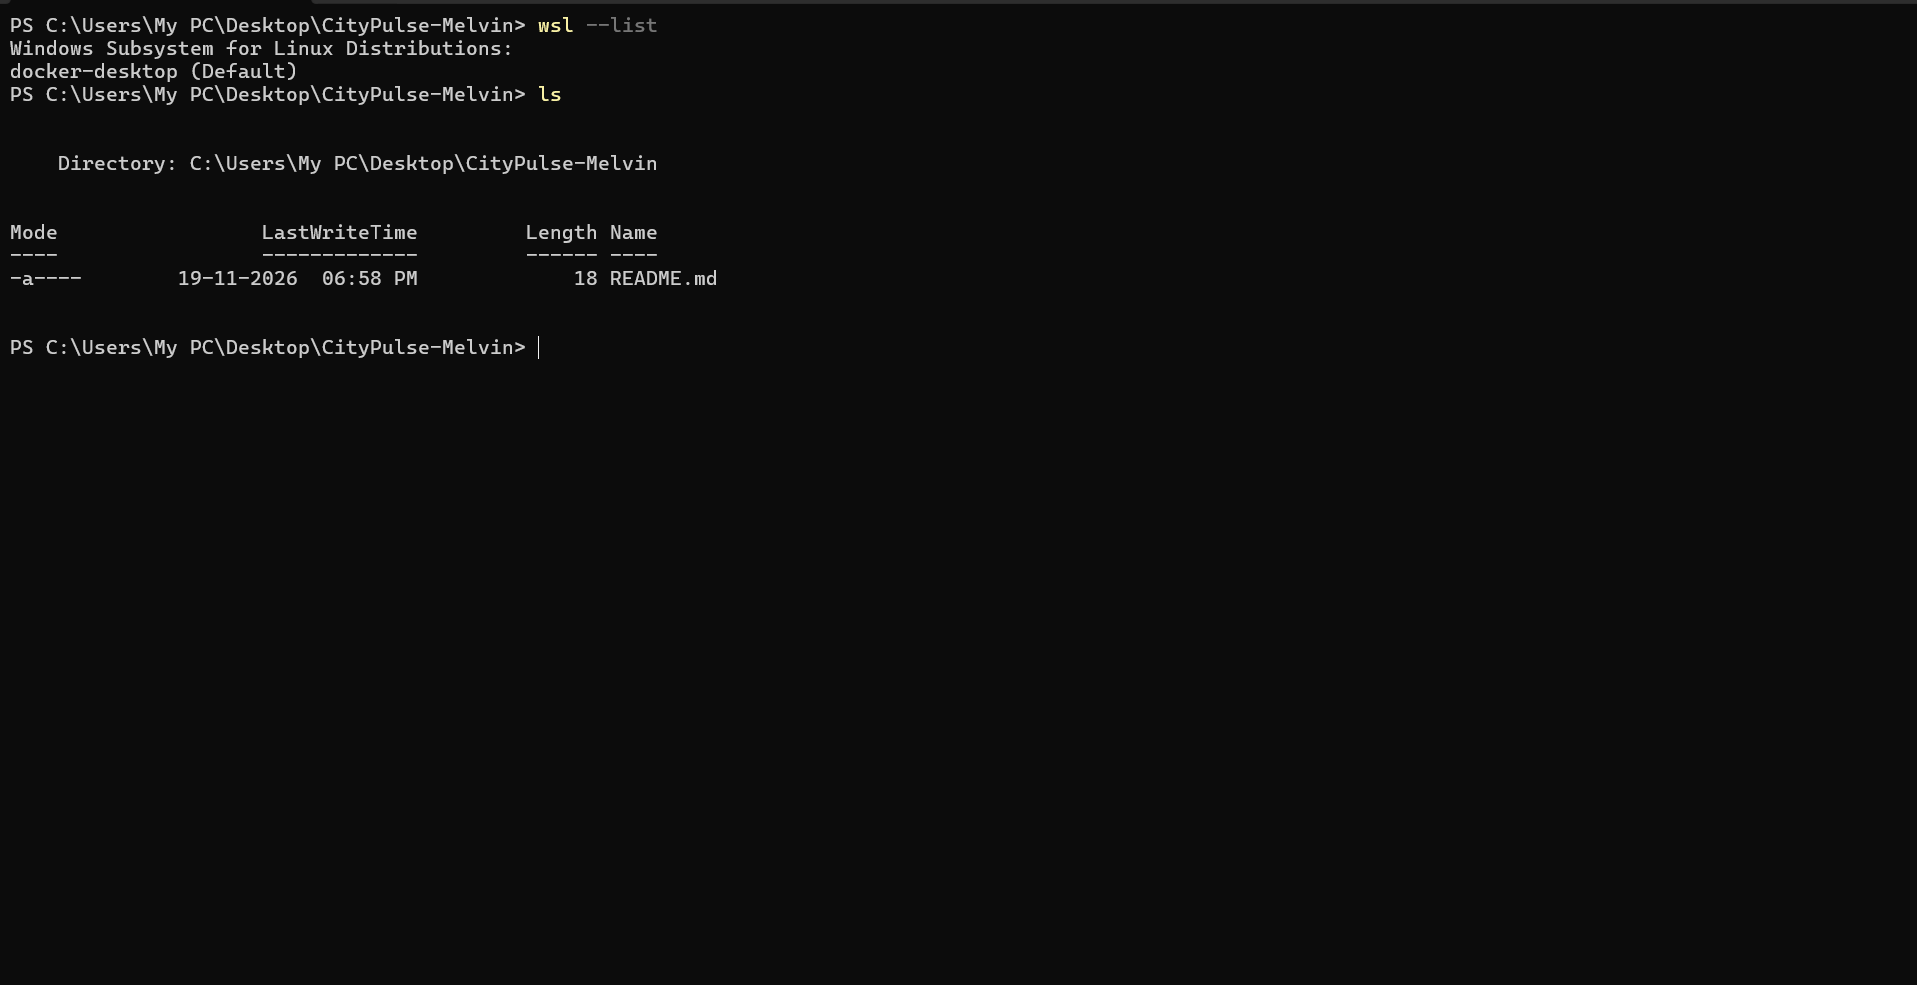 PS C:\Users\My PC\Desktop\CityPulse-Melvin> wsl --list
Windows Subsystem for Linux Distributions:
docker-desktop (Default)
PS C:\Users\My PC\Desktop\CityPulse-Melvin> ls
    Directory: C:\Users\My PC\Desktop\CityPulse-Melvin
Mode                 LastWriteTime         Length Name
----                 -------------         ------ ----
-a----        19-11-2026  06:58 PM             18 README.md
PS C:\Users\My PC\Desktop\CityPulse-Melvin>